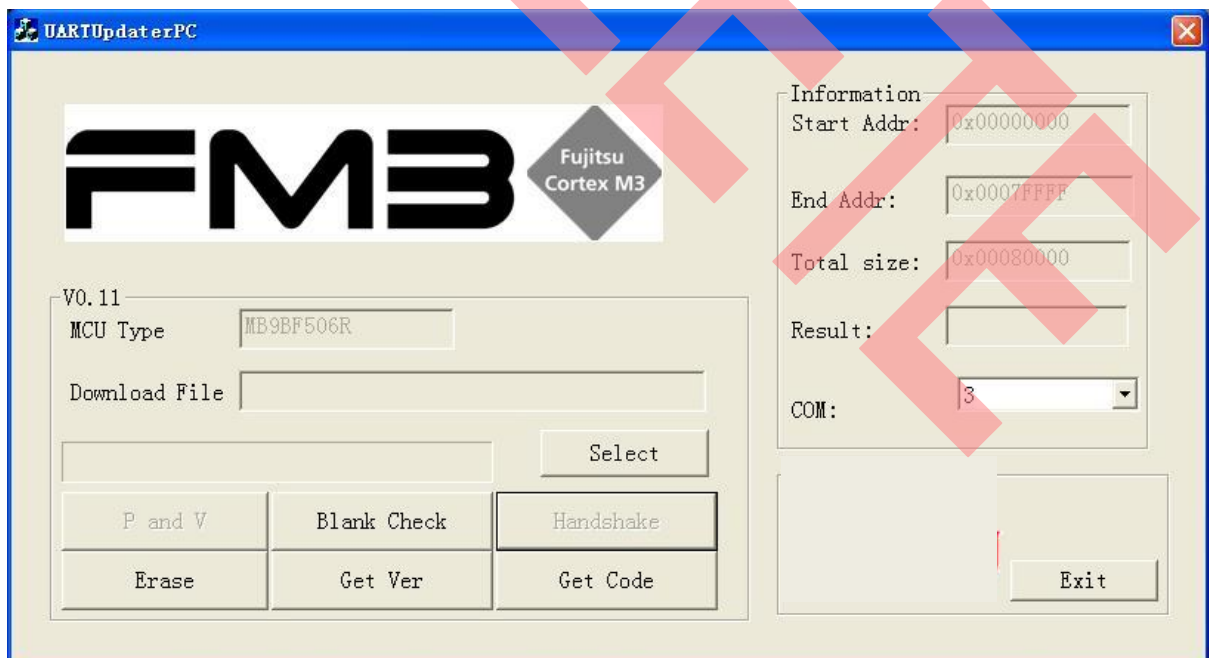 UARTUpdaterPC
FM3
Fujitsu
Cortex M3
Information
Start Addr: 0x00000000
End Addr: 0x0007FFFF
Total size: 0x00080000
Result:
COM: 3
V0.11
MCU Type MB9BF506R
Download File
Select
P and V Blank Check Handshake
Erase Get Ver Get Code
Exit